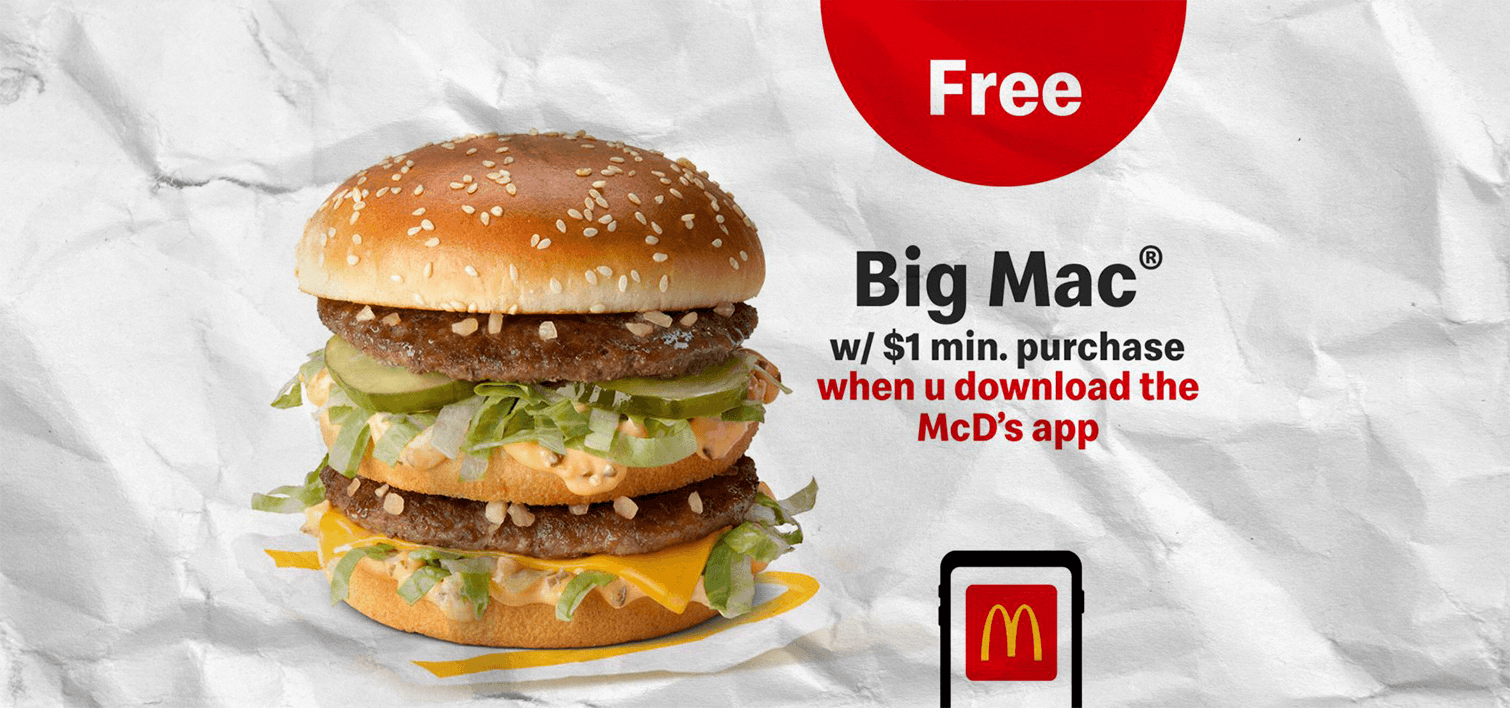 Free
Big Mac®
w/ $1 min. purchase
when u download the
McD's app